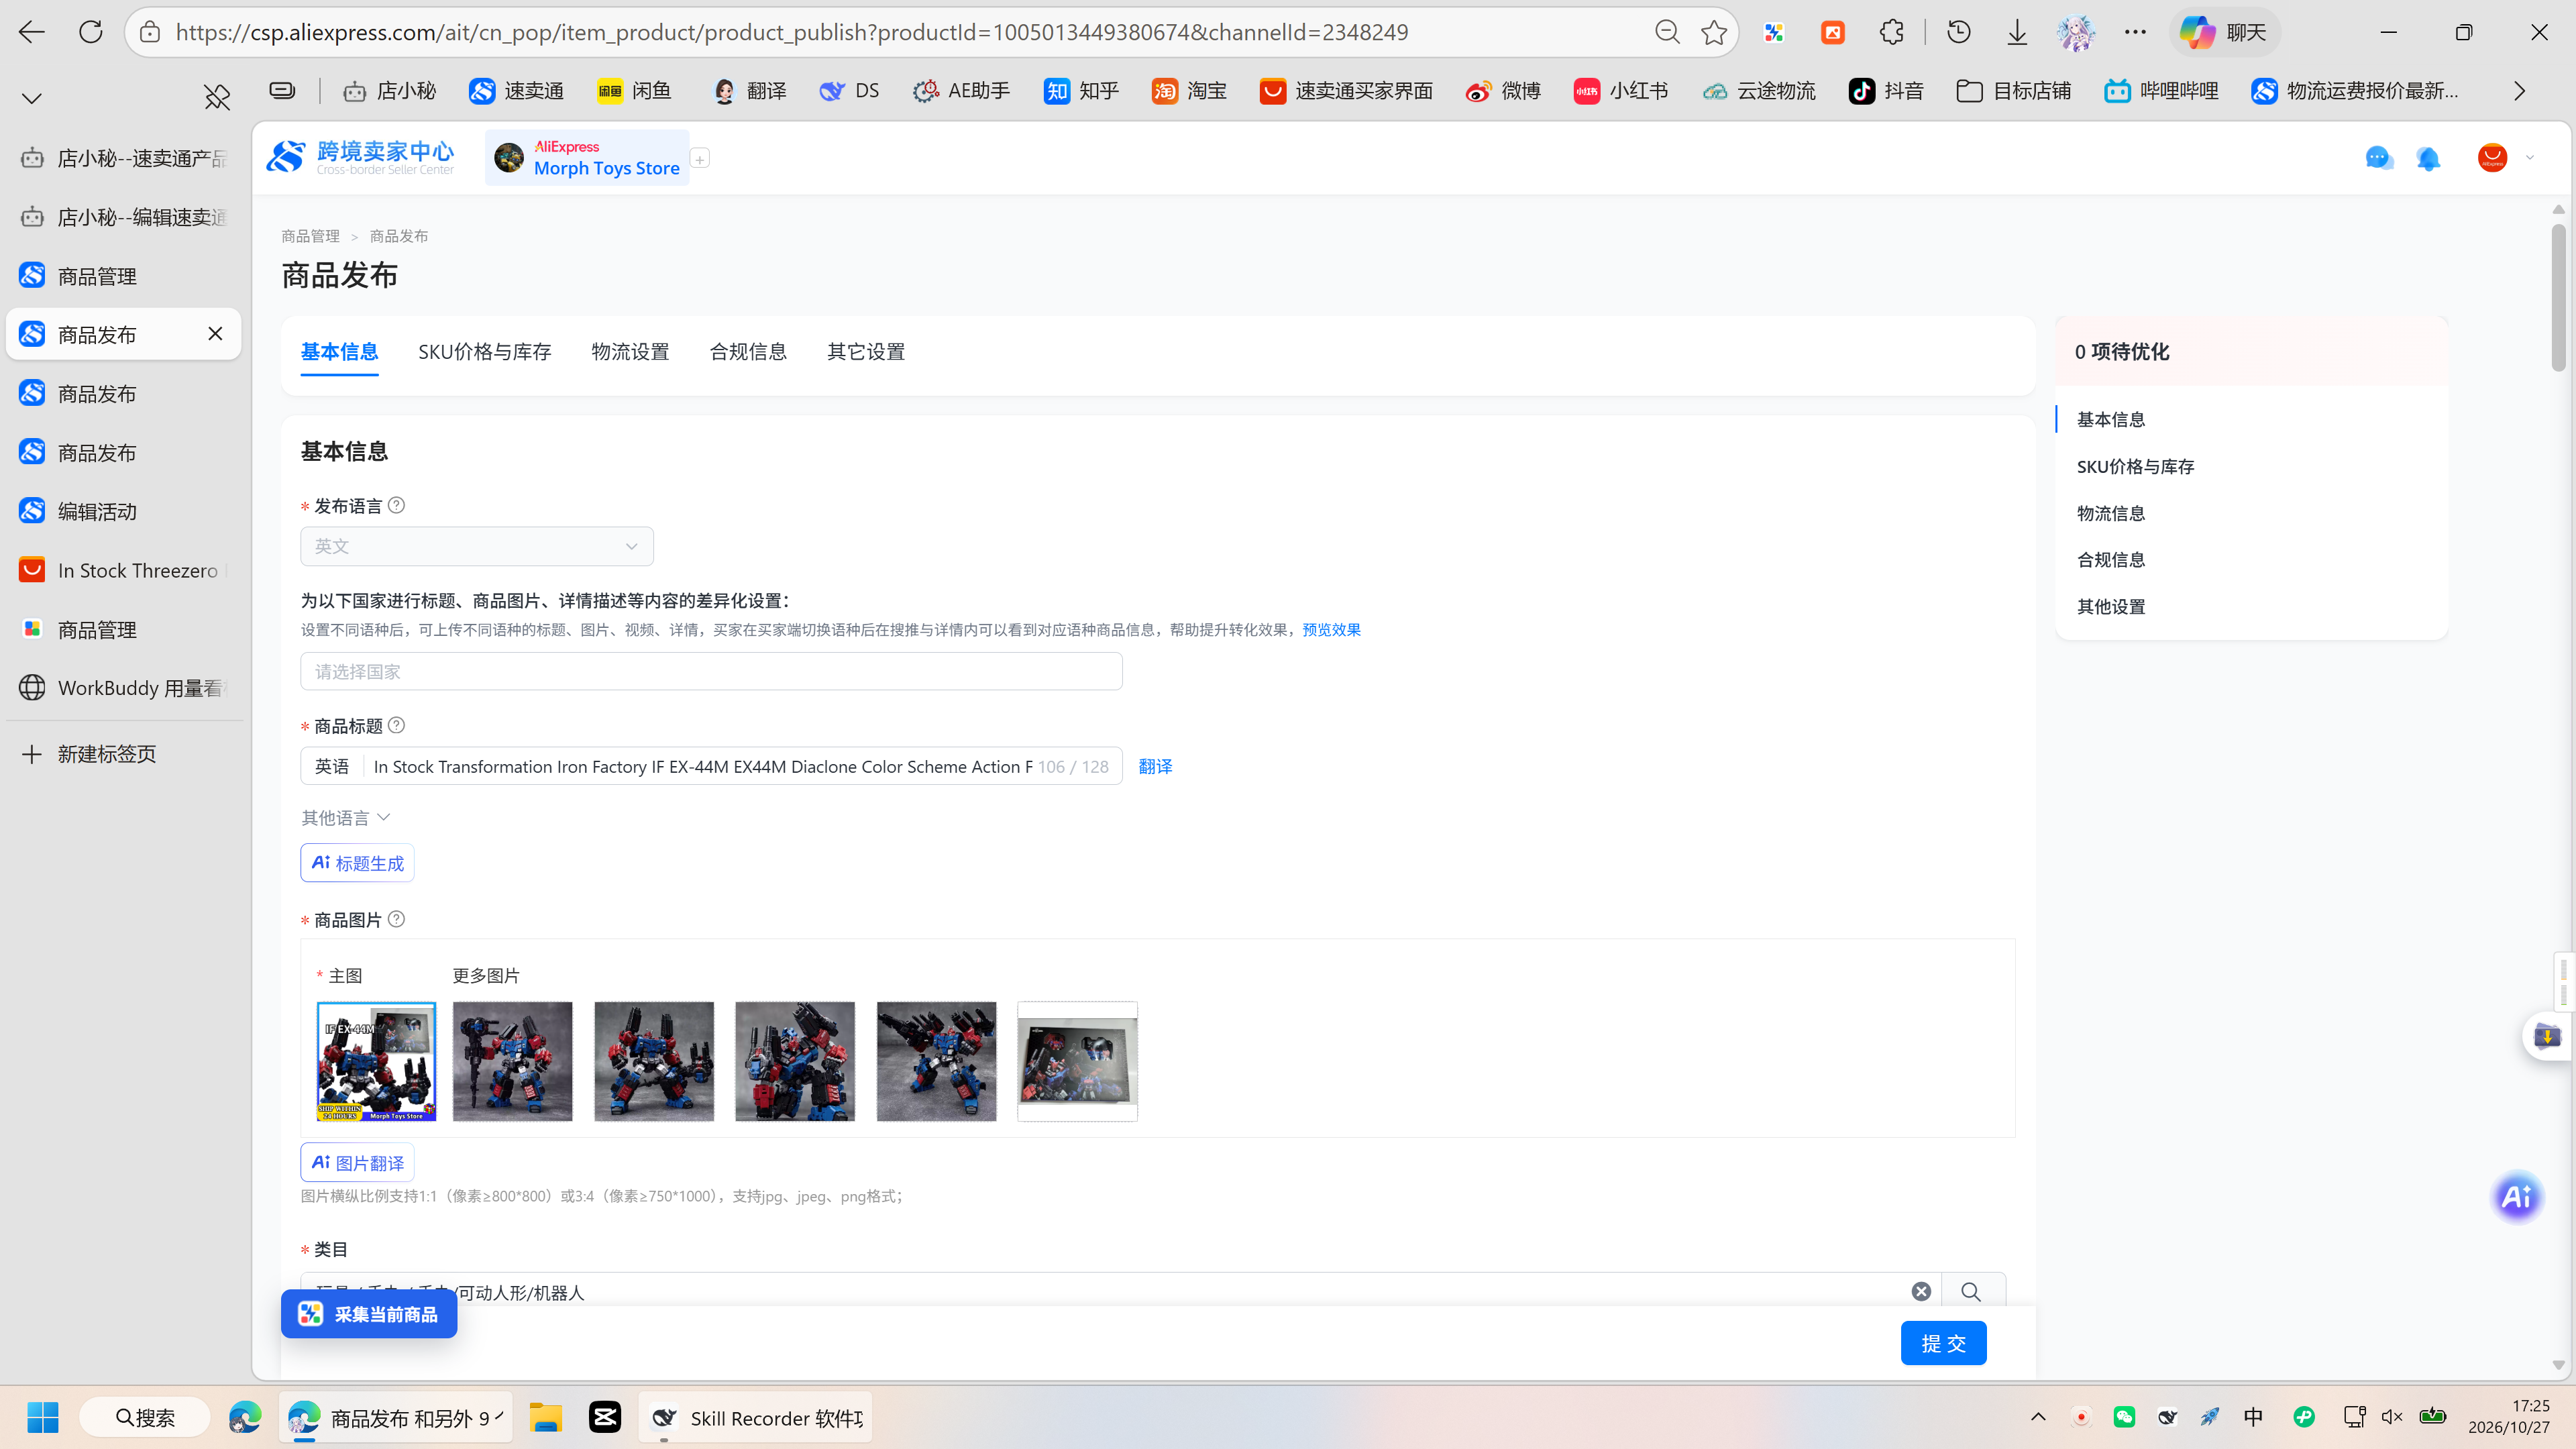 https://csp.aliexpress.com/ait/cn_pop/item_product/product_publish?productId=1005013449380674&channelId=2348249
聊天
店小秘
速卖通
闲鱼
翻译
DS
AE助手
知乎
淘宝
速卖通买家界面
微博
小红书
云途物流
抖音
目标店铺
哔哩哔哩
物流运费报价最新...
店小秘--速卖通产品
店小秘--编辑速卖通
商品管理
商品发布
商品发布
商品发布
编辑活动
In Stock Threezero
商品管理
WorkBuddy 用量看
新建标签页
跨境卖家中心
Cross-border Seller Center
AliExpress
Morph Toys Store
商品管理 > 商品发布
商品发布
基本信息
SKU价格与库存
物流设置
合规信息
其它设置
0 项待优化
基本信息
SKU价格与库存
物流信息
合规信息
其他设置
基本信息
* 发布语言
英文
为以下国家进行标题、商品图片、详情描述等内容的差异化设置：
设置不同语种后，可上传不同语种的标题、图片、视频、详情，买家在买家端切换语种后在搜推与详情内可以看到对应语种商品信息，帮助提升转化效果，预览效果
请选择国家
* 商品标题
英语 In Stock Transformation Iron Factory IF EX-44M EX44M Diaclone Color Scheme Action F 106 / 128 翻译
其他语言
Ai 标题生成
* 商品图片
* 主图
更多图片
IF EX-44M
SHIP WITHIN
24 HOURS
Morph Toys Store
Ai 图片翻译
图片横纵比例支持1:1（像素≥800*800）或3:4（像素≥750*1000），支持jpg、jpeg、png格式；
* 类目
/可动人形/机器人
采集当前商品
提 交
Ai
搜索
商品发布 和另外 9
Skill Recorder 软件
中
17:25
2026/10/27